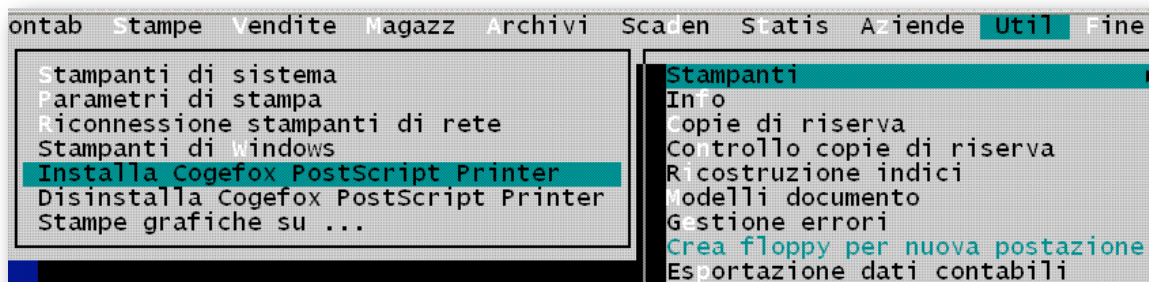 ontab Stampe Vendite Magazz Archivi Scaden Statis Aziende Util Fine
Stampanti di sistema
Parametri di stampa
Riconnessione stampanti di rete
Stampanti di Windows
Installa Cogefox PostScript Printer
Disinstalla Cogefox PostScript Printer
Stampe grafiche su ...
Stampanti
Info
Copie di riserva
Controllo copie di riserva
Ricostruzione indici
Modelli documento
Gestione errori
Crea floppy per nuova postazione
Esportazione dati contabili